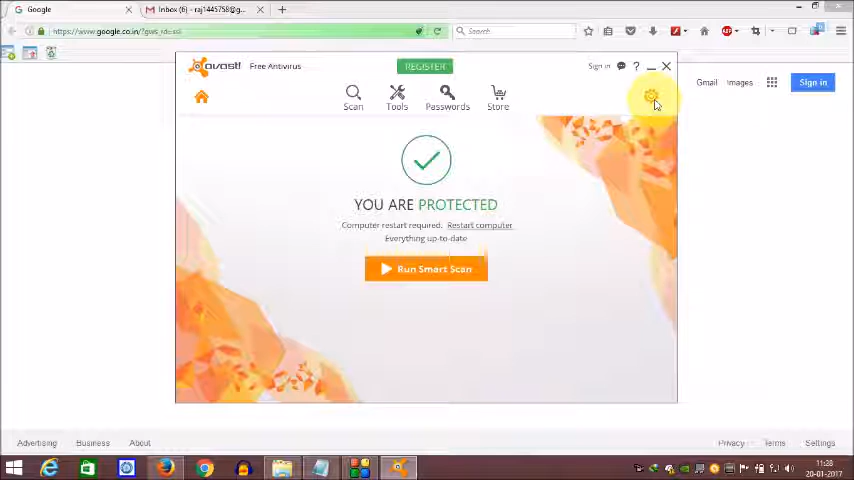 Google
Inbox (6) - raj1445758@g...
https://www.google.co.in/?gws_rd=ssl
Search
ABP
avast!
Free Antivirus
REGISTER
Sign in
?
Gmail
Images
Sign in
Scan
Tools
Passwords
Store
YOU ARE PROTECTED
Computer restart required. Restart computer
Everything up-to-date
Run Smart Scan
Advertising
Business
About
Privacy
Terms
Settings
11:28
20-01-2017